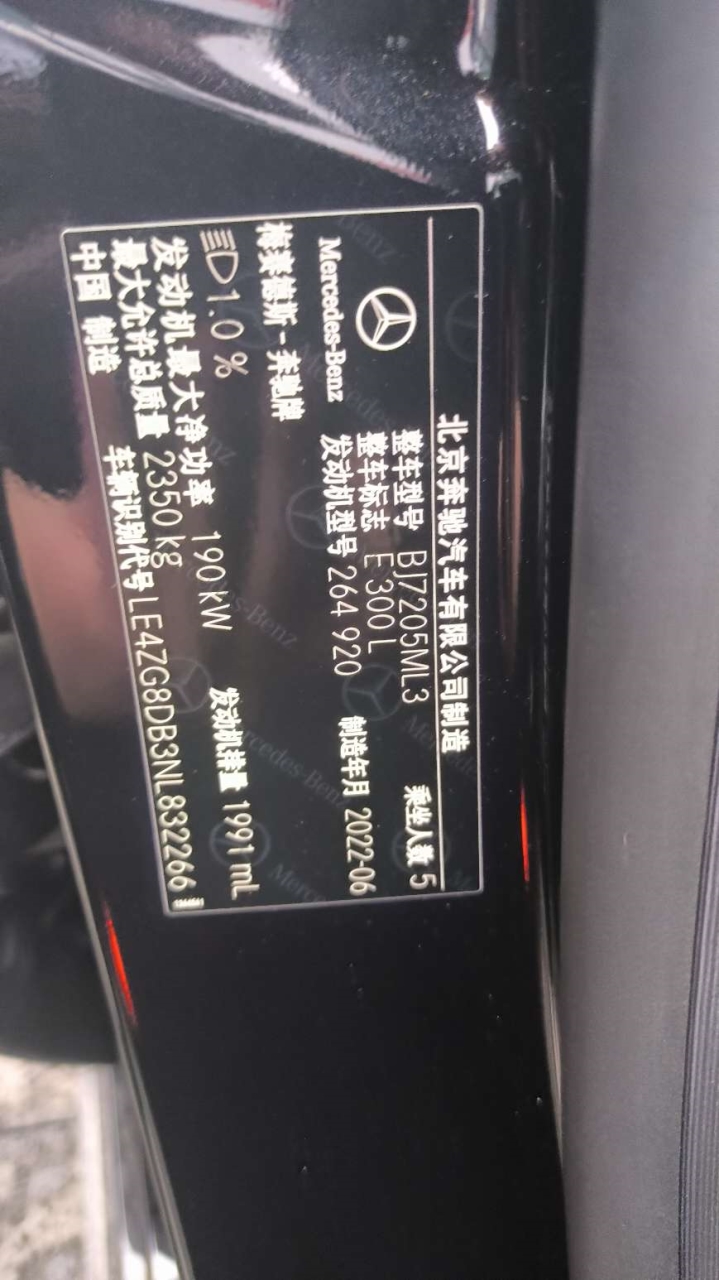 北京奔驰汽车有限公司制造
Mercedes-Benz
梅赛德斯-奔驰牌
整车型号 BJ7205ML3 乘坐人数 5
整车标志 E 300 L
发动机型号 264 920 制造年月 2022-06
1.0 %
发动机最大净功率 190 kW 发动机排量 1991 mL
最大允许总质量 2350 kg
中国 制造 车辆识别代号 LE4ZG8DB3NL832266